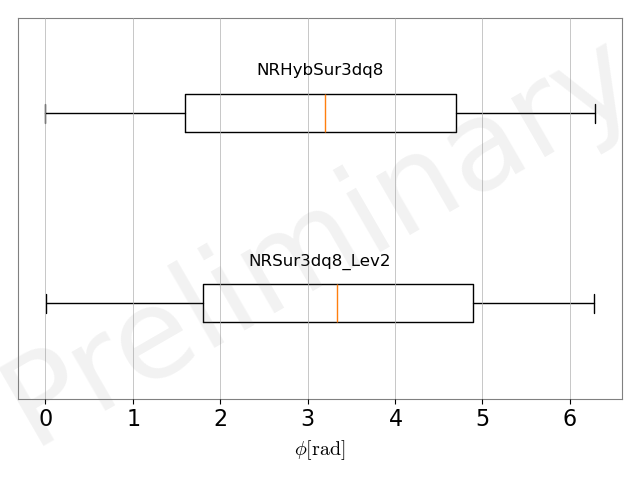 NRHybSur3dq8
NRSur3dq8_Lev2
Preliminary
0 1 2 3 4 5 6
ϕ[rad]